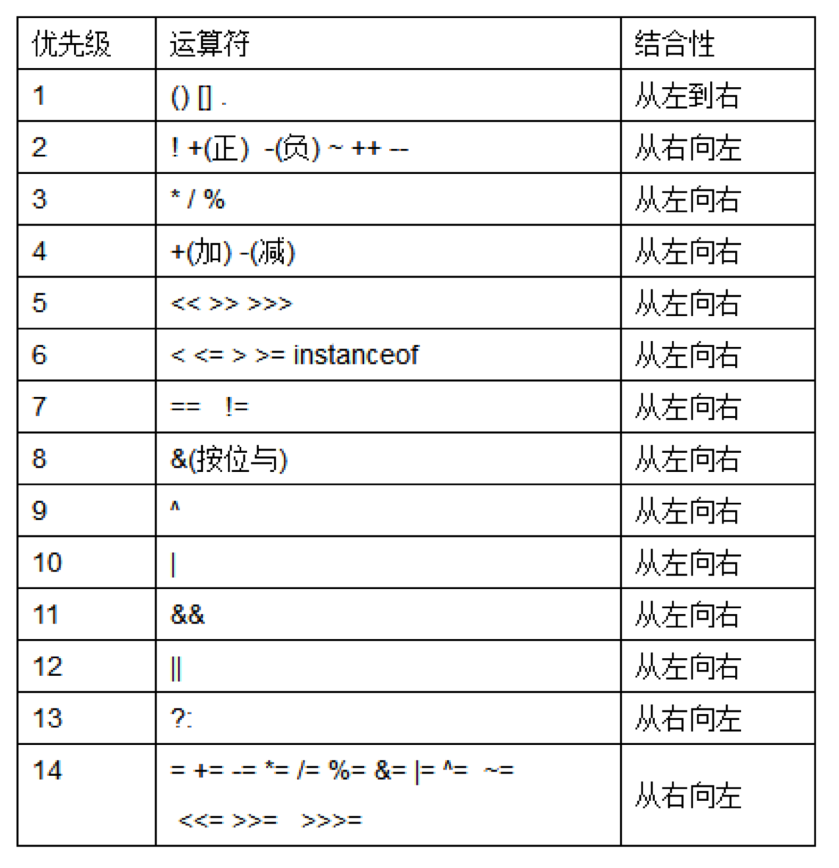 优先级 运算符 结合性
1 () [] . 从左到右
2 ! +(正) -(负) ~ ++ -- 从右向左
3 * / % 从左向右
4 +(加) -(减) 从左向右
5 << >> >>> 从左向右
6 < <= > >= instanceof 从左向右
7 == != 从左向右
8 &(按位与) 从左向右
9 ^ 从左向右
10 | 从左向右
11 && 从左向右
12 || 从左向右
13 ?: 从右向左
14 = += -= *= /= %= &= |= ^= ~=
<<= >>= >>>= 从右向左